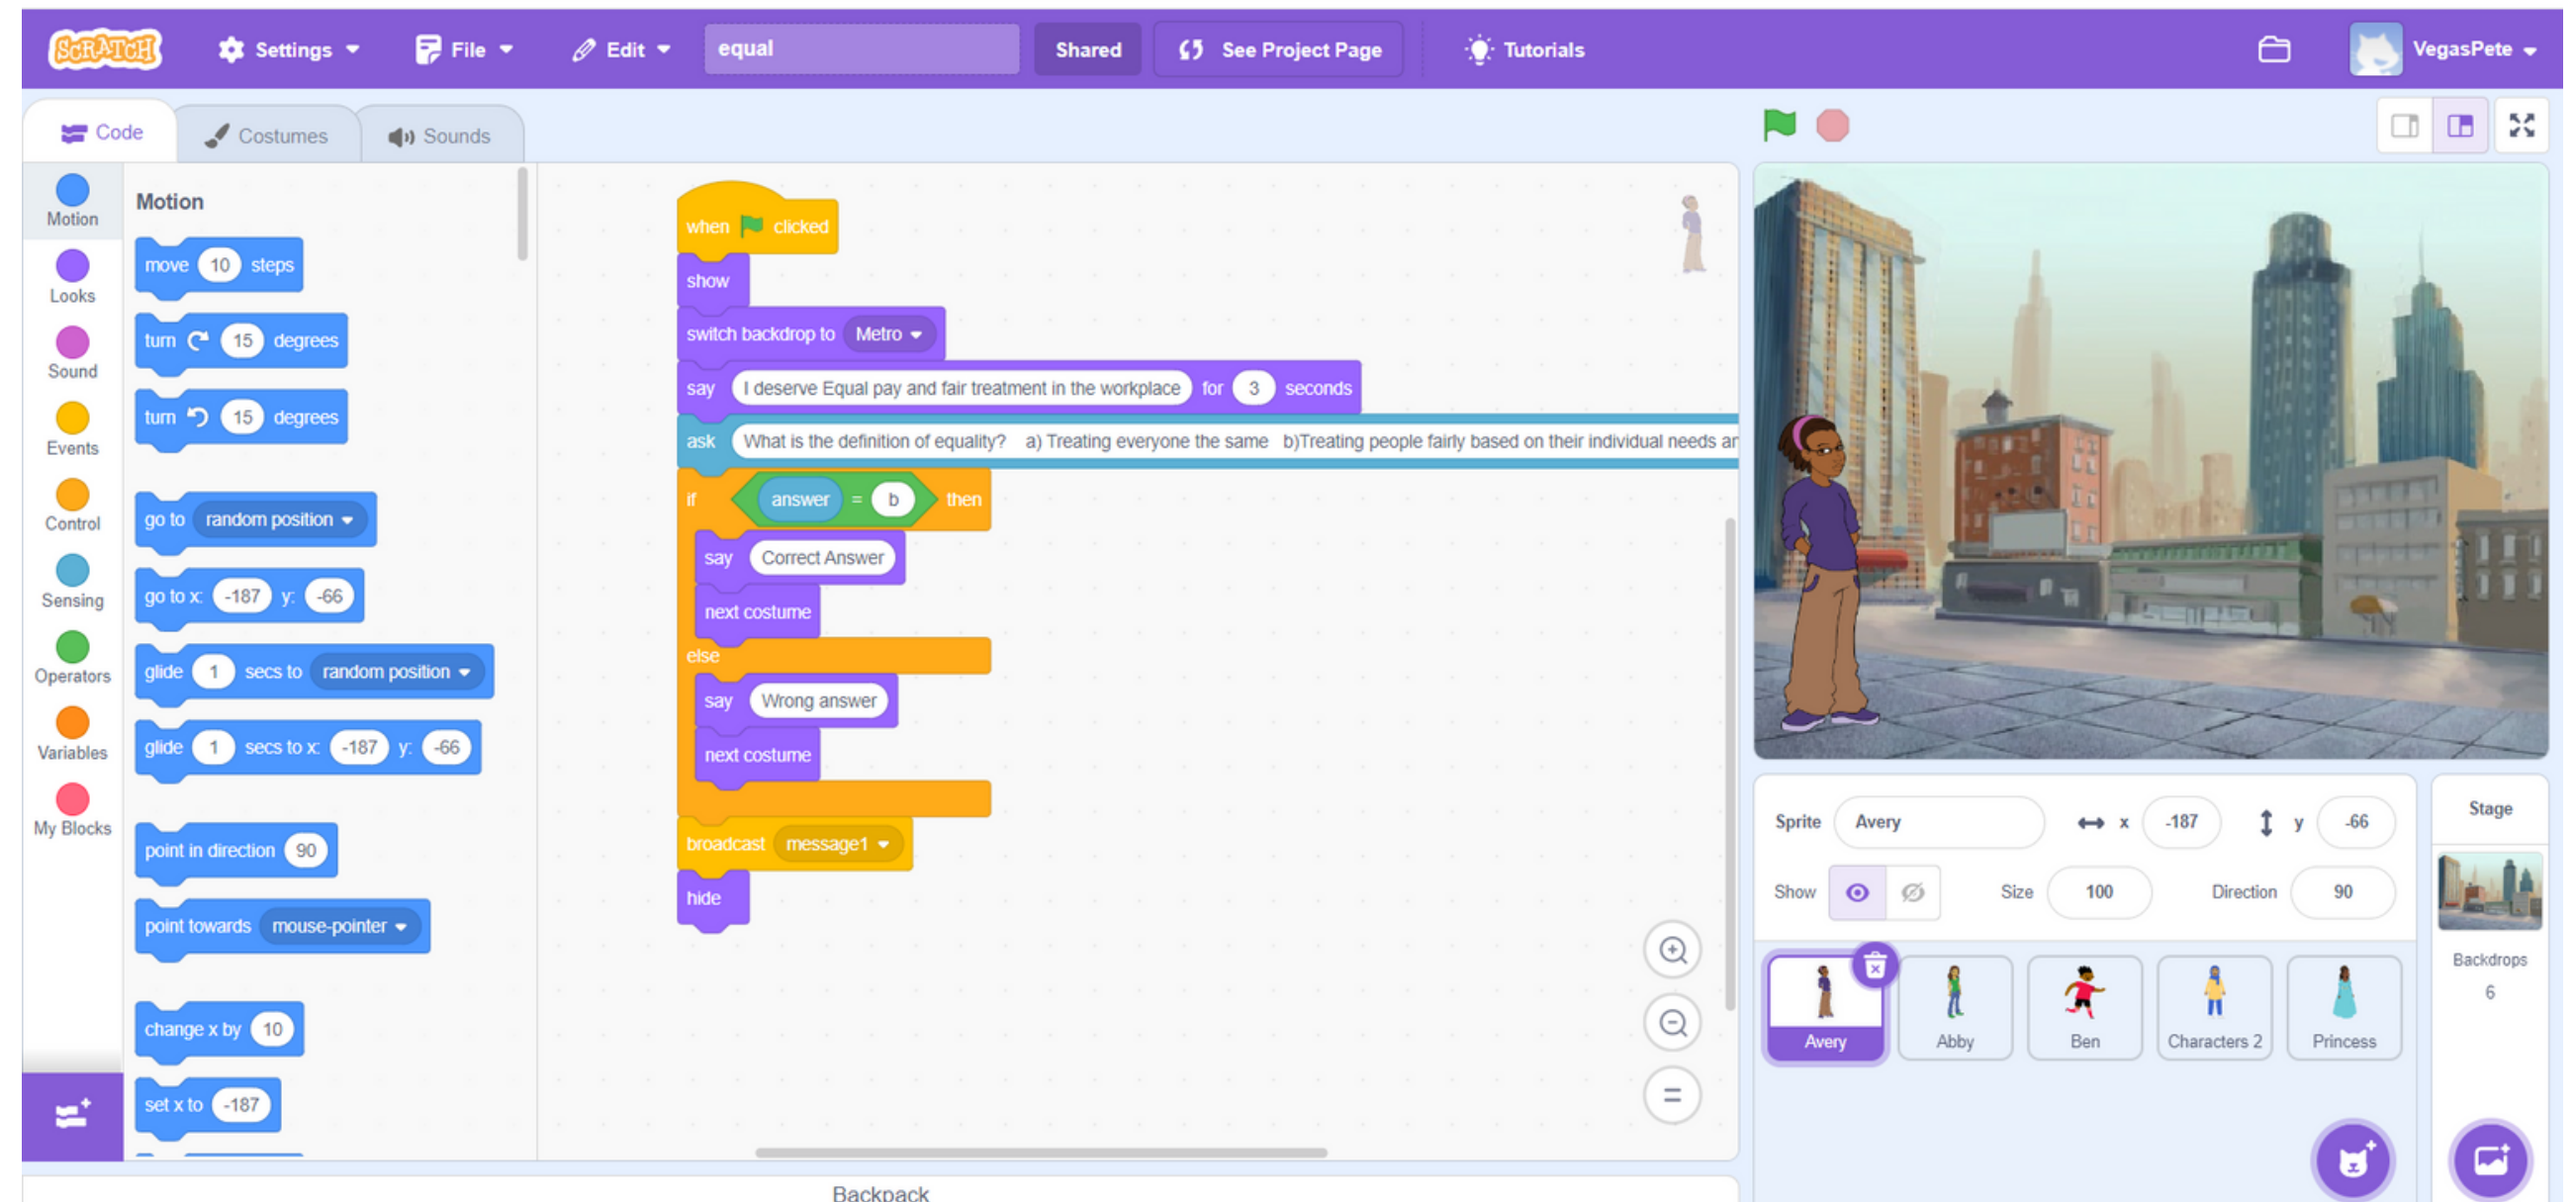 SCRATCH Settings File Edit equal Shared See Project Page Tutorials VegasPete
Code Costumes Sounds
Motion
Looks
Sound
Events
Control
Sensing
Operators
Variables
My Blocks
Motion
move 10 steps
turn 15 degrees
turn 15 degrees
go to random position
go to x: -187 y: -66
glide 1 secs to random position
glide 1 secs to x: -187 y: -66
point in direction 90
point towards mouse-pointer
change x by 10
set x to -187
when clicked
show
switch backdrop to Metro
say I deserve Equal pay and fair treatment in the workplace for 3 seconds
ask What is the definition of equality? a) Treating everyone the same b)Treating people fairly based on their individual needs
if answer = b then
say Correct Answer
next costume
else
say Wrong answer
next costume
broadcast message1
hide
Backpack
Sprite Avery x -187 y -66
Show Size 100 Direction 90
Avery Abby Ben Characters 2 Princess
Stage
Backdrops
6